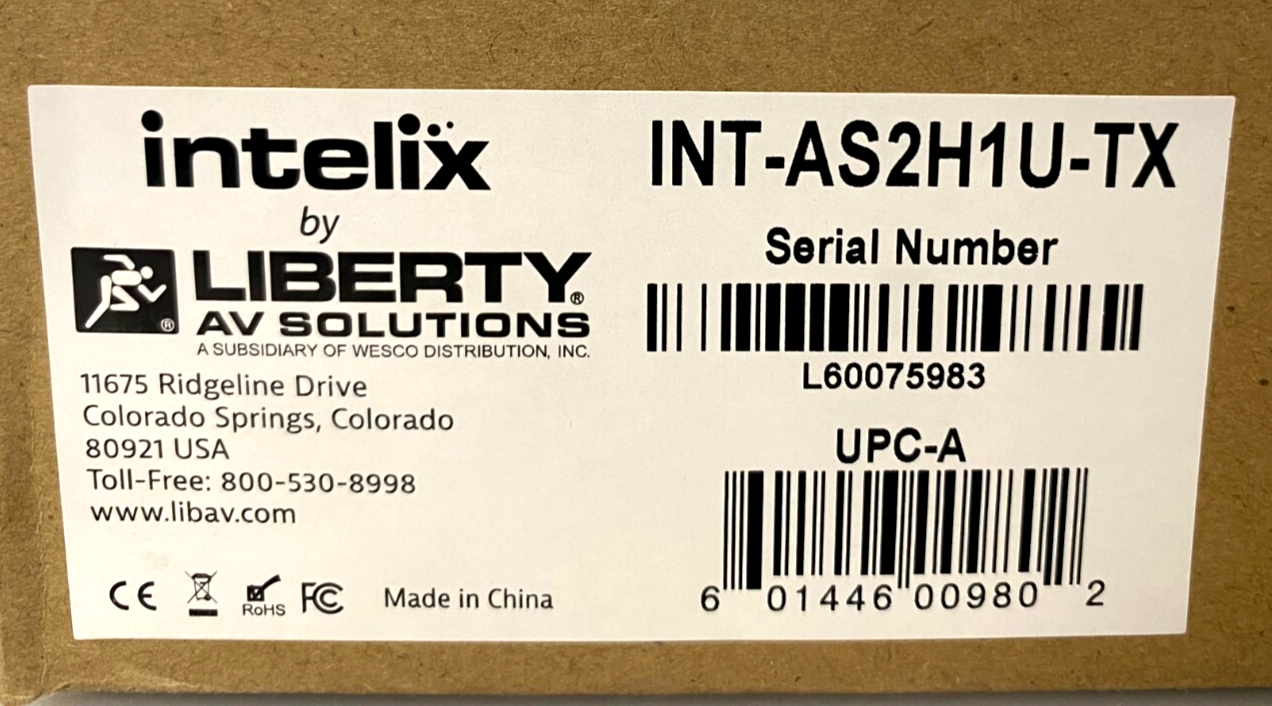 intelix
by
LIBERTY®
AV SOLUTIONS
®
A SUBSIDIARY OF WESCO DISTRIBUTION, INC.
11675 Ridgeline Drive
Colorado Springs, Colorado
80921 USA
Toll-Free: 800-530-8998
www.libav.com
CE RoHS FC Made in China
INT-AS2H1U-TX
Serial Number
L60075983
UPC-A
6 01446 00980 2